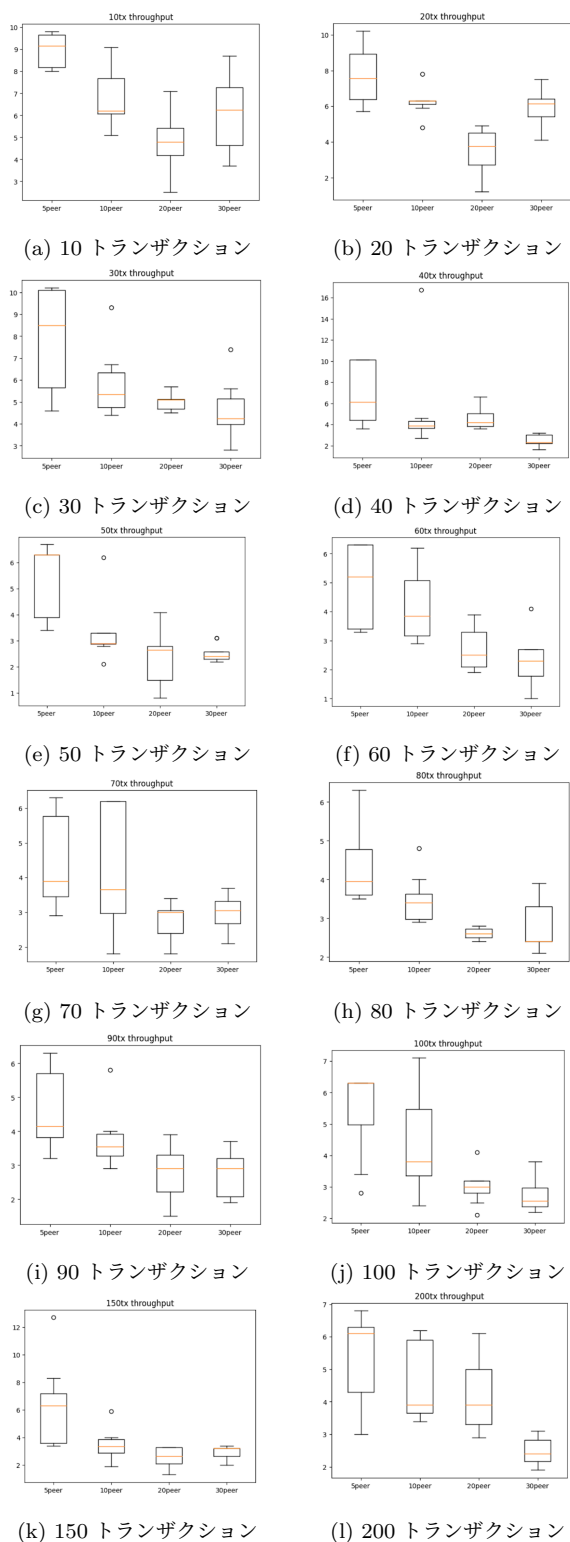 10tx throughput
10
9
8
7
6
5
4
3
5peer 10peer 20peer 30peer
(a) 10 トランザクション
20tx throughput
10
8
6
4
2
5peer 10peer 20peer 30peer
(b) 20 トランザクション
30tx throughput
10
9
8
7
6
5
4
3
5peer 10peer 20peer 30peer
(c) 30 トランザクション
40tx throughput
16
14
12
10
8
6
4
2
5peer 10peer 20peer 30peer
(d) 40 トランザクション
50tx throughput
6
5
4
3
2
1
5peer 10peer 20peer 30peer
(e) 50 トランザクション
60tx throughput
6
5
4
3
2
1
5peer 10peer 20peer 30peer
(f) 60 トランザクション
70tx throughput
6
5
4
3
2
5peer 10peer 20peer 30peer
(g) 70 トランザクション
80tx throughput
6
5
4
3
2
5peer 10peer 20peer 30peer
(h) 80 トランザクション
90tx throughput
6
5
4
3
2
5peer 10peer 20peer 30peer
(i) 90 トランザクション
100tx throughput
7
6
5
4
3
2
5peer 10peer 20peer 30peer
(j) 100 トランザクション
150tx throughput
12
10
8
6
4
2
5peer 10peer 20peer 30peer
(k) 150 トランザクション
200tx throughput
7
6
5
4
3
2
5peer 10peer 20peer 30peer
(l) 200 トランザクション